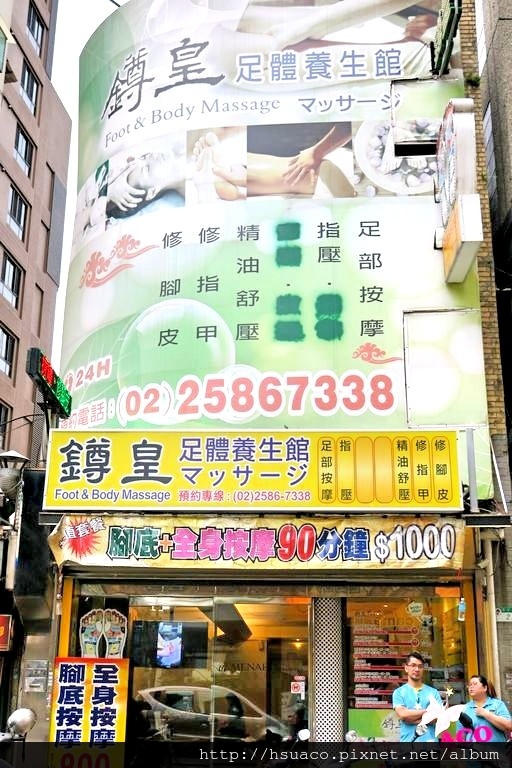 鐏皇 足體養生館
Foot & Body Massage マッサージ
足部按摩
指壓
精油舒壓
修指甲
修腳皮
24H
預約電話：(02)25867338
鐏皇 足體養生館
マッサージ
Foot & Body Massage 預約專線：(02)2586-7338
足部按摩
指壓
精油舒壓
修指甲
修腳皮
腳底+全身按摩90分鐘$1000
全身按摩
腳底按摩
http://hsuaco.pixnet.net/album